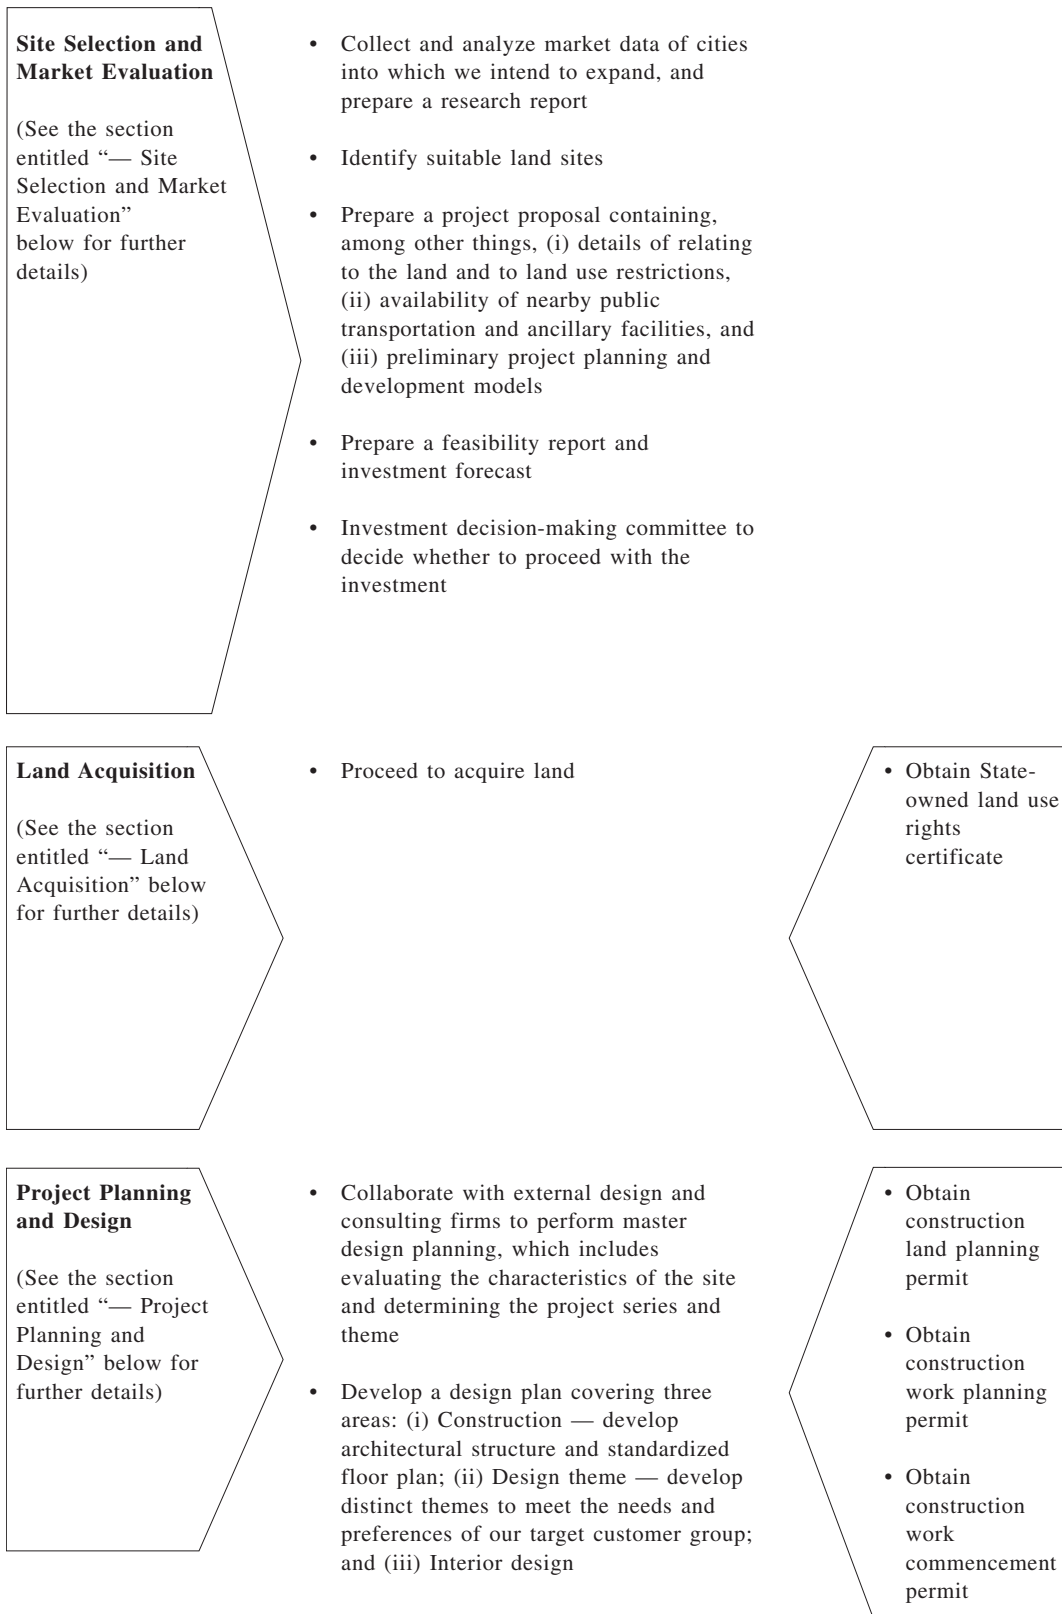 Site Selection and
Market Evaluation
(See the section
entitled “— Site
Selection and Market
Evaluation”
below for further
details)
• Collect and analyze market data of cities
into which we intend to expand, and
prepare a research report
• Identify suitable land sites
• Prepare a project proposal containing,
among other things, (i) details of relating
to the land and to land use restrictions,
(ii) availability of nearby public
transportation and ancillary facilities, and
(iii) preliminary project planning and
development models
• Prepare a feasibility report and
investment forecast
• Investment decision-making committee to
decide whether to proceed with the
investment
Land Acquisition
(See the section
entitled “— Land
Acquisition” below
for further details)
• Proceed to acquire land
• Obtain State-
owned land use
rights
certificate
Project Planning
and Design
(See the section
entitled “— Project
Planning and
Design” below for
further details)
• Collaborate with external design and
consulting firms to perform master
design planning, which includes
evaluating the characteristics of the site
and determining the project series and
theme
• Develop a design plan covering three
areas: (i) Construction — develop
architectural structure and standardized
floor plan; (ii) Design theme — develop
distinct themes to meet the needs and
preferences of our target customer group;
and (iii) Interior design
• Obtain
construction
land planning
permit
• Obtain
construction
work planning
permit
• Obtain
construction
work
commencement
permit